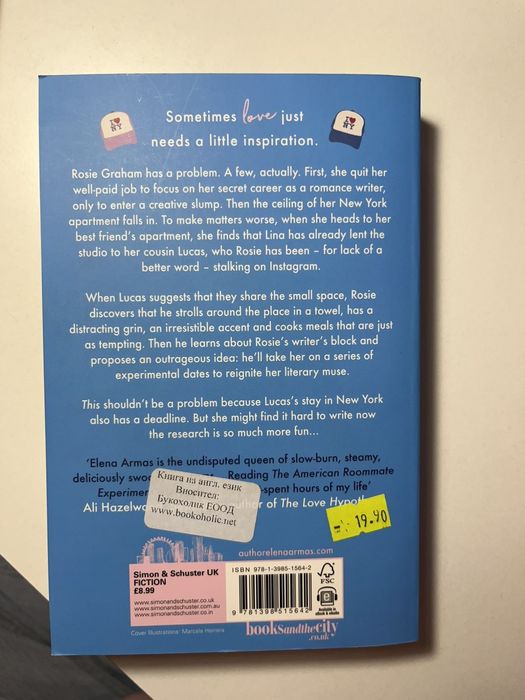 I ♥ NY
Sometimes love just
I ♥ NY
needs a little inspiration.
Rosie Graham has a problem. A few, actually. First, she quit her
well-paid job to focus on her secret career as a romance writer,
only to enter a creative slump. Then the ceiling of her New York
apartment falls in. To make matters worse, when she heads to her
best friend's apartment, she finds that Lina has already lent the
studio to her cousin Lucas, who Rosie has been – for lack of a
better word – stalking on Instagram.
When Lucas suggests that they share the small space, Rosie
discovers that he strolls around the place in a towel, has a
distracting grin, an irresistible accent and cooks meals that are just
as tempting. Then he learns about Rosie's writer's block and
proposes an outrageous idea: he'll take her on a series of
experimental dates to reignite her literary muse.
This shouldn't be a problem because Lucas's stay in New York
also has a deadline. But she might find it hard to write now
the research is so much more fun...
'Elena Armas is the undisputed queen of slow-burn, steamy,
deliciously Reading The American Roommate
Experiment -spent hours of my life'
Ali of The Love
Книга на англ. език
Вносител:
Букохолик ЕООД
www.bookoholic.net
19.90
authorelenaarmas.com
Simon & Schuster UK
FICTION
£8.99
www.simonandschuster.co.uk
www.simonandschuster.com.au
www.simonandschuster.co.in
ISBN 978-1-3985-1564-2
9 781398 515642
FSC
e
Available in
eBook & eAudio
Cover Illustrations: Marcela Herrera
booksandthecity
.co.uk